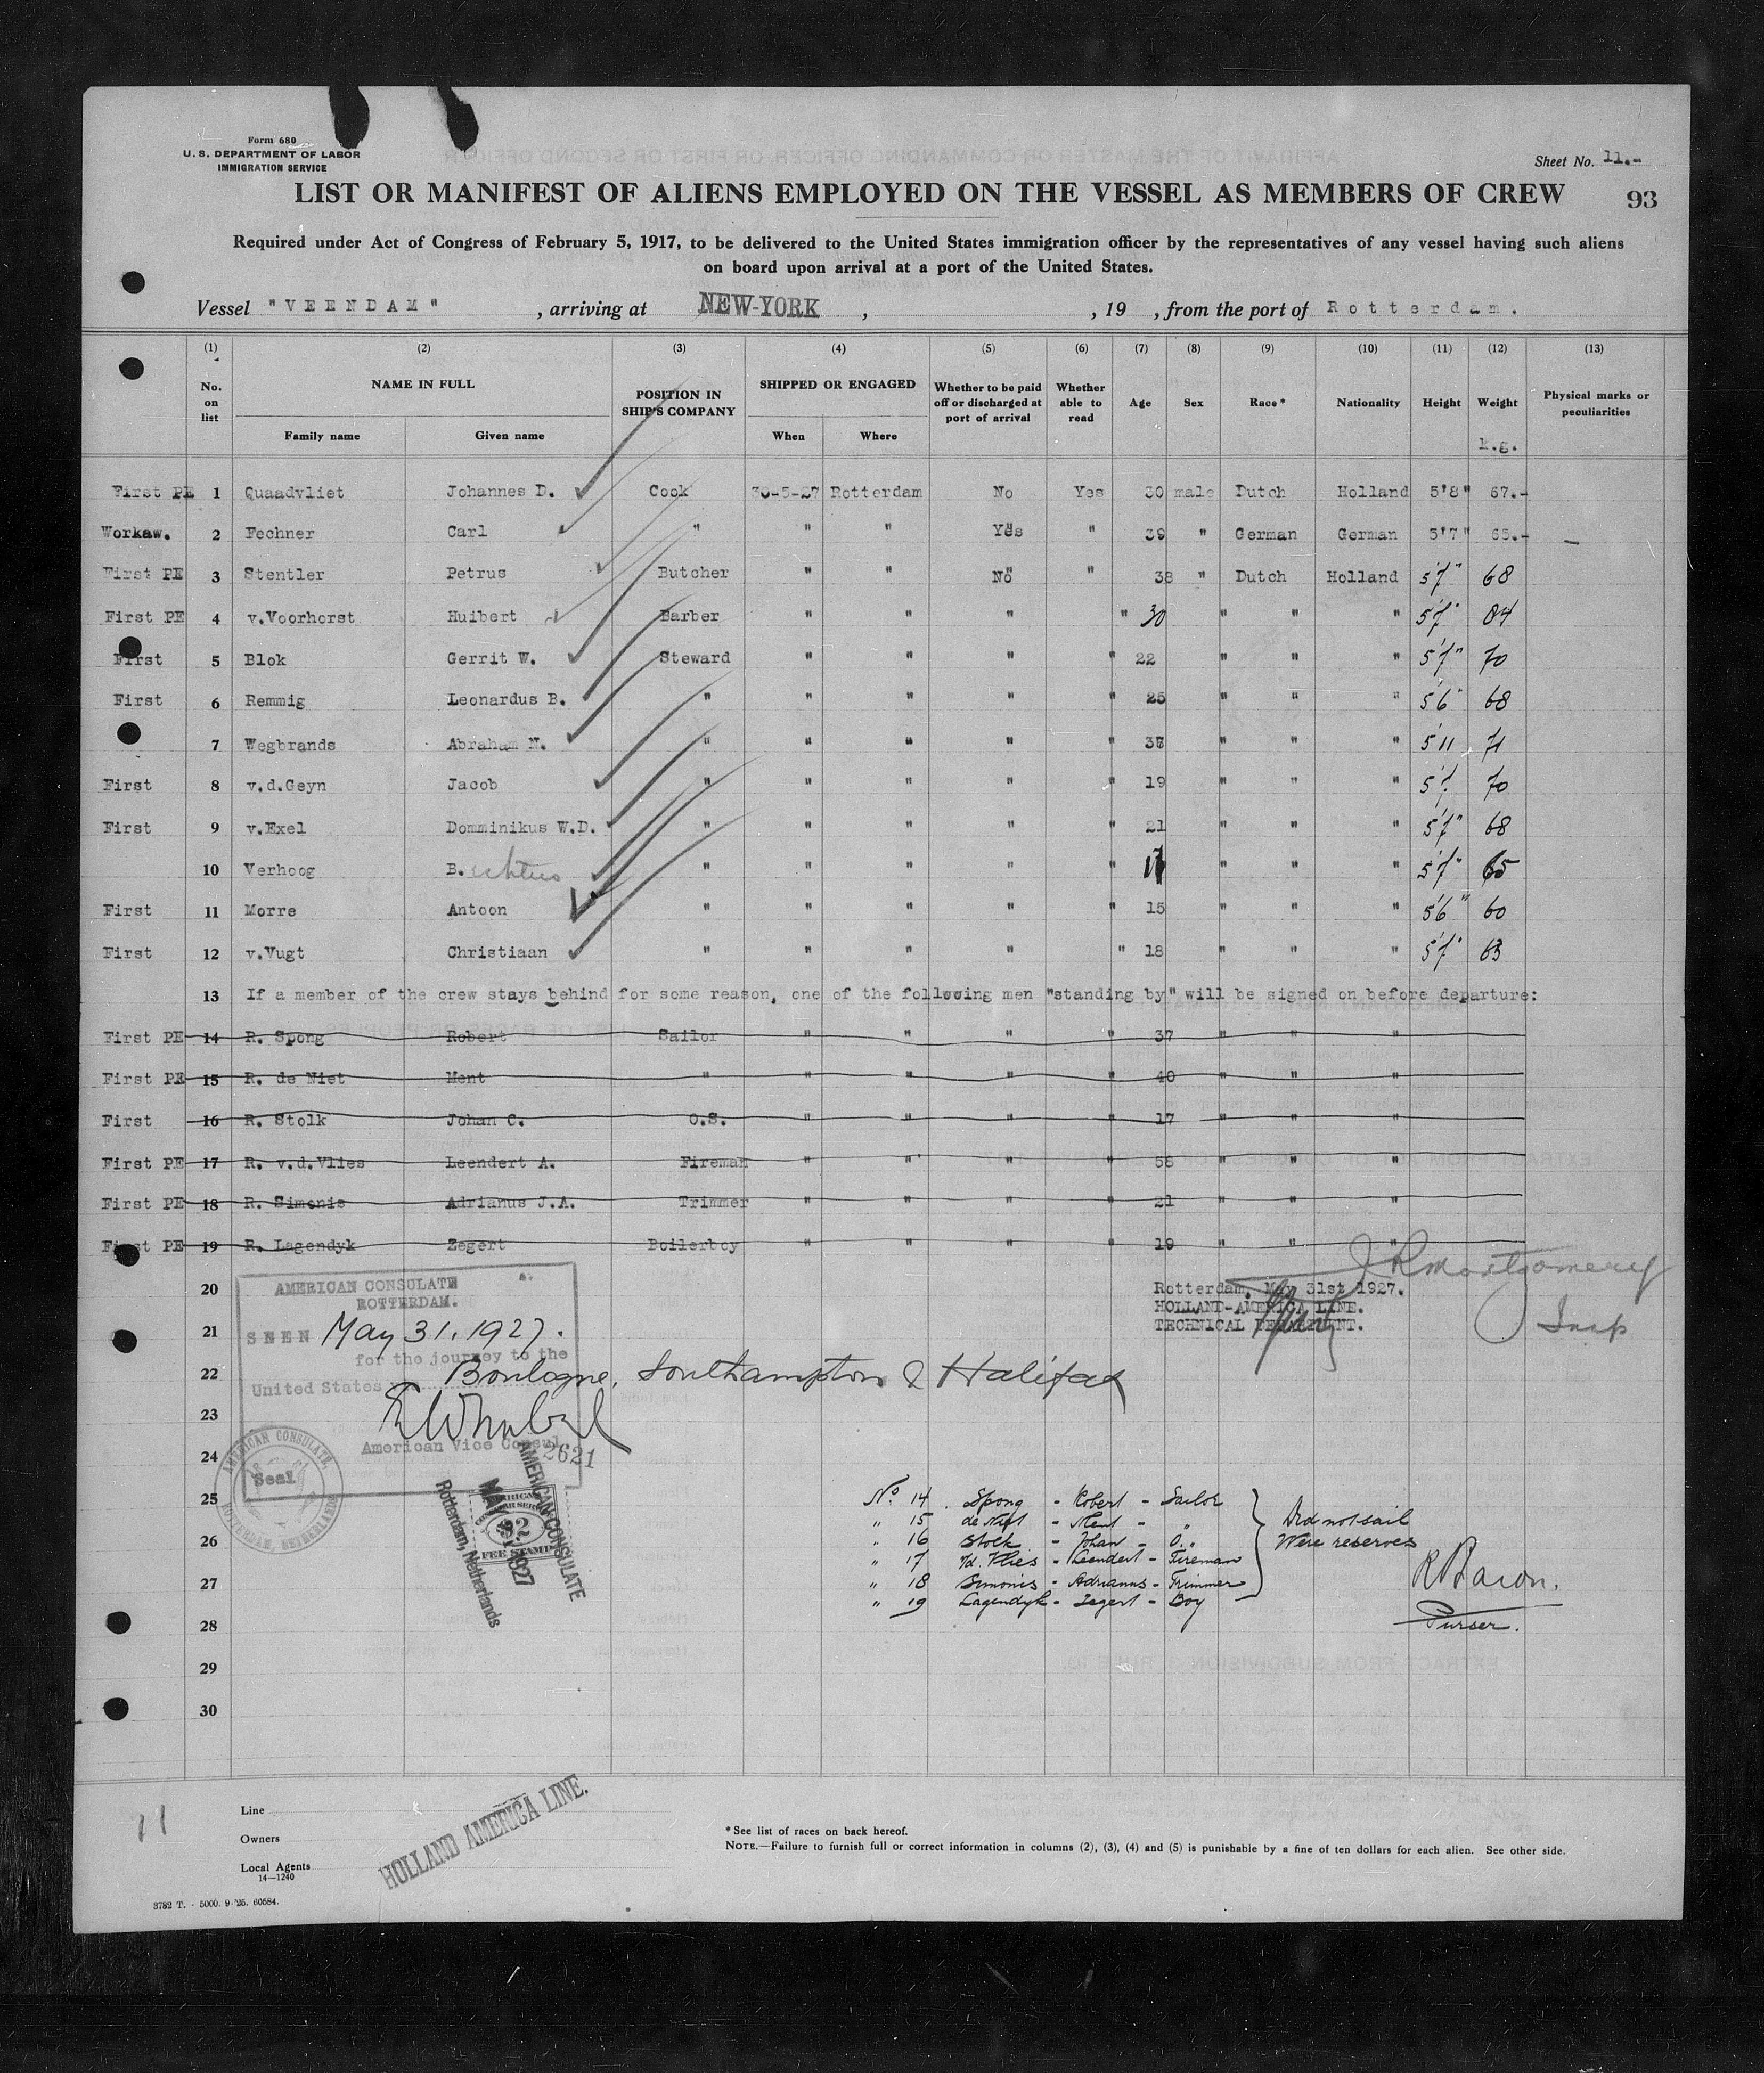 Form 680
U. S. DEPARTMENT OF LABOR
IMMIGRATION SERVICE
Sheet No. 11.-
LIST OR MANIFEST OF ALIENS EMPLOYED ON THE VESSEL AS MEMBERS OF CREW
93
Required under Act of Congress of February 5, 1917, to be delivered to the United States immigration officer by the representatives of any vessel having such aliens
on board upon arrival at a port of the United States.
Vessel "VEENDAM" , arriving at NEW-YORK , , 19 , from the port of Rotterdam.
(1) (2) (3) (4) (5) (6) (7) (8) (9) (10) (11) (12) (13)
No. on list NAME IN FULL Family name Given name POSITION IN SHIP'S COMPANY SHIPPED OR ENGAGED When Where Whether to be paid off or discharged at port of arrival Whether able to read Age Sex Race* Nationality Height Weight Physical marks or peculiarities
k.g.
First PE 1 Quaadvliet Johannes D. Cook 30-5-27 Rotterdam No Yes 30 male Dutch Holland 5'8" 67.-
Workaw. 2 Fechner Carl " " " Yes " 39 " German German 5'7" 65.- —
First PE 3 Stentler Petrus Butcher " " No " 38 " Dutch Holland 5'7" 68
First PE 4 v.Voorhorst Huibert Barber " " " " 30 " " " 5'7" 84
First 5 Blok Gerrit W. Steward " " " " 22 " " " 5'7" 70
First 6 Remmig Leonardus B. " " " " " 25 " " " 5'6" 68
7 Wegbrands Abraham N. " " " " " " " " 5'11 71
First 8 v.d.Geyn Jacob " " " " " 19 " " " 5'7. 70
First 9 v.Exel Domminikus W.D. " " " " " 21 " " " 5'7" 68
10 Verhoog B. " " " " " 17 " " " 5'7" 65
First 11 Morre Antoon " " " " " 15 " " " 5'6" 60
First 12 v.Vugt Christiaan " " " " " 18 " " " 5'7" 63
13 If a member of the crew stays behind for some reason, one of the following men "standing by" will be signed on before departure:
First PE 14 R. Spong Robert Sailor " " " " 37 " " "
First PE 15 R. de Niet Ment " " " " " 40 " " "
First 16 R. Stolk Johan C. O.S. " " " " 17 " " "
First PE 17 R. v.d.Vlies Leendert A. Fireman " " " " 58 " " "
First PE 18 R. Simonis Adrianus J.A. Trimmer " " " " 21 " " "
First PE 19 R. Lagendyk Zegert Boilerboy " " " " 19 " " "
J R Montgomery
Insp
20
21
22
23
24
25
26
27
28
29
30
AMERICAN CONSULATE
ROTTERDAM.
SEEN May 31, 1927.
for the journey to the
United States
Boulogne, Southampton & Halifax
American Vice Consul
2621
Seal
AMERICAN CONSULATE,
ROTTERDAM, NETHERLANDS
AMERICAN CONSULATE
MAY 31 1927
Rotterdam, Netherlands
FEE STAMP
Rotterdam, May 31st 1927.
HOLLAND-AMERICA LINE.
TECHNICAL DEPARTMENT.
No. 14 . Spong - Robert - Sailor
" 15 de Niet - Ment - "
" 16 Stolk - Johan - O. "
" 17 v/d. Vlies - Leendert - Fireman
" 18 Simonis - Adrianus - Trimmer
" 19 Lagendyk - Zegert - Boy
Did not sail
Were reserves
R Baron.
Purser.
11
Line
Owners
Local Agents
14—1240
HOLLAND AMERICA LINE.
* See list of races on back hereof.
NOTE.—Failure to furnish full or correct information in columns (2), (3), (4) and (5) is punishable by a fine of ten dollars for each alien. See other side.
3782 T. - 5000. 9-'25. 60584.